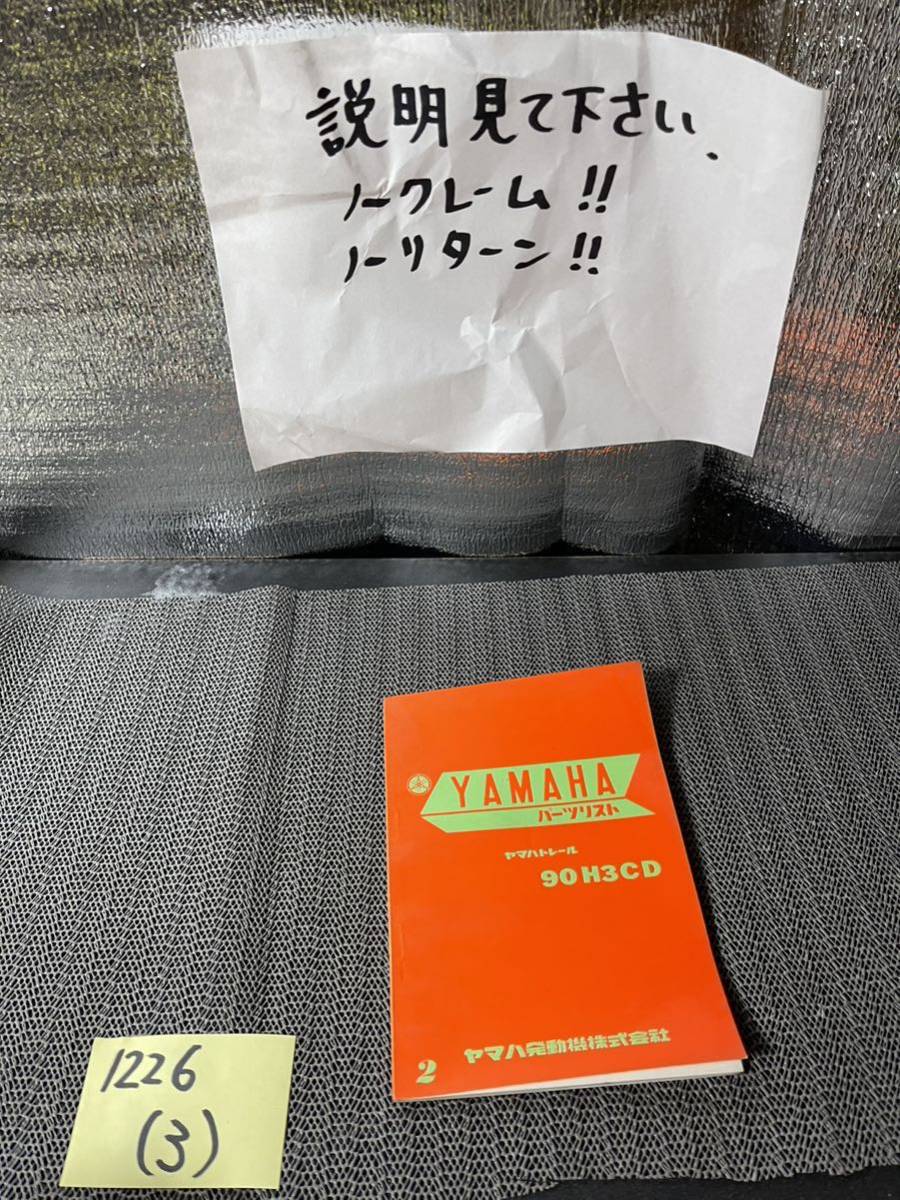 説明見て下さい.
ノークレーム!!
ノーリターン!!
YAMAHA
パーツリスト
ヤマハトレール
90H3CD
2 ヤマハ発動機株式会社
1226
(3)